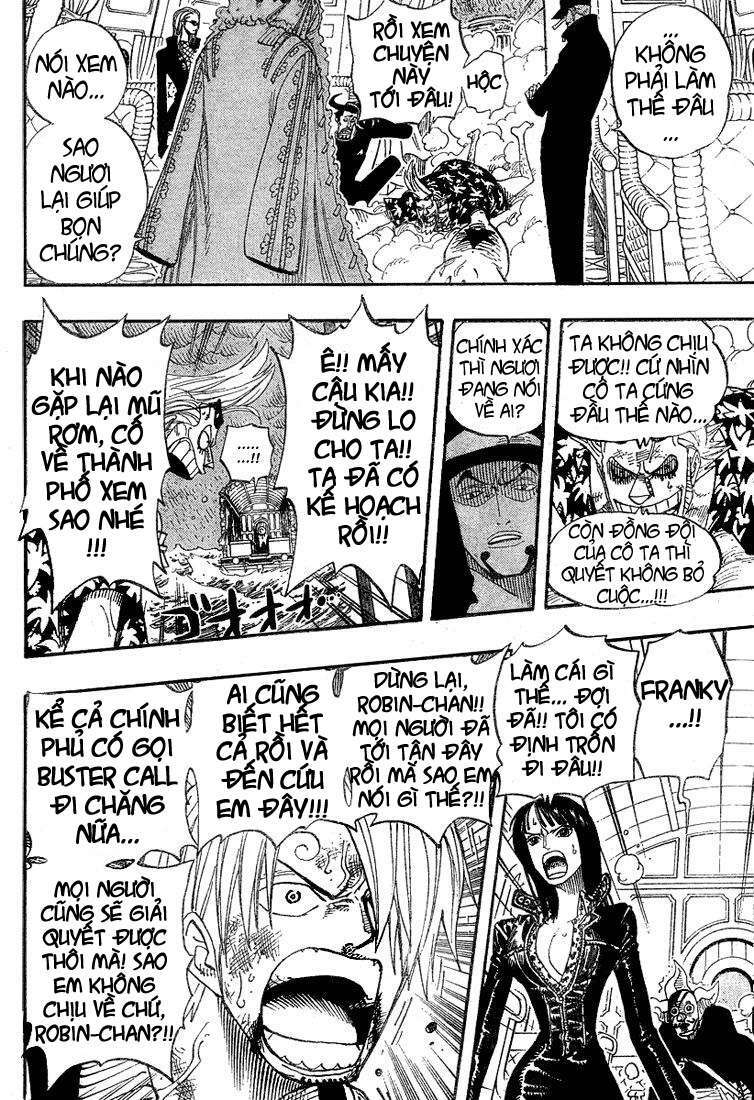 KHÔNG
PHẢI LÀM
THẾ ĐÂU
...
RỒI XEM
CHUYỆN
NÀY
TỚI ĐÂU!
HỘC
NÓI XEM
NÀO...
SAO
NGƯƠI
LẠI GIÚP
BỌN
CHÚNG?
TA KHÔNG CHỊU
ĐƯỢC!! CỨ NHÌN
CÔ TA CỨNG
ĐẦU THẾ NÀO...
CÒN ĐỒNG ĐỘI
CỦA CÔ TA THÌ
QUYẾT KHÔNG BỎ
CUỘC...!!!
CHÍNH XÁC
THÌ NGƯƠI
ĐANG NÓI
VỀ AI?
Ê!! MẤY
CẬU KIA!!
ĐỪNG LO
CHO TA!!
TA ĐÃ CÓ
KẾ HOẠCH
RỒI!!!
.....
...!!
KHI NÀO
GẶP LẠI MŨ
RƠM, CỐ
VỀ THÀNH
PHỐ XEM
SAO NHÉ
!!!
ゴオオオオ
FRANKY
...!!
LÀM CÁI GÌ
THẾ... ĐỢI
ĐÃ!! TÔI CÓ
ĐỊNH TRỐN
ĐI ĐÂU!!
DỪNG LẠI,
ROBIN-CHAN!!
MỌI NGƯỜI ĐÃ
TỚI TẬN ĐÂY
RỒI MÀ SAO EM
NÓI GÌ THẾ?!!
AI CŨNG
BIẾT HẾT
CẢ RỒI VÀ
ĐẾN CỨU
EM ĐÂY!!!
KỂ CẢ CHÍNH
PHỦ CÓ GỌI
BUSTER CALL
ĐI CHĂNG
NỮA...
MỌI NGƯỜI
CŨNG SẼ GIẢI
QUYẾT ĐƯỢC
THÔI MÀ! SAO
EM KHÔNG
CHỊU VỀ CHỨ,
ROBIN-CHAN?!!